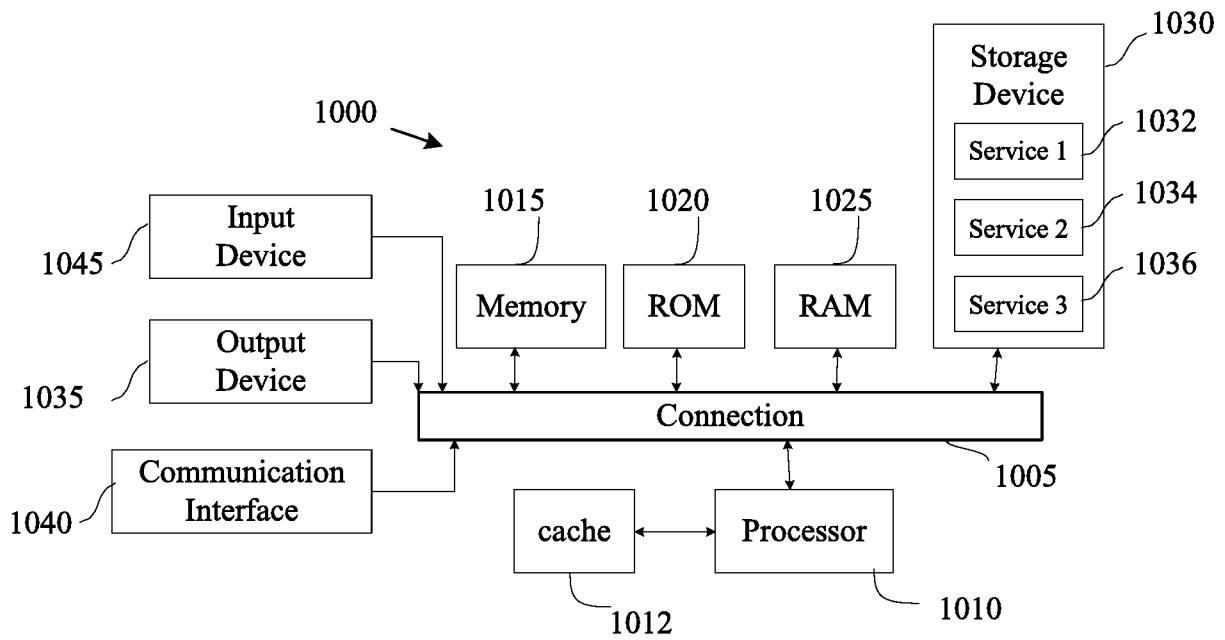 1030
Storage
Device
1000
1032
Service 1
1015
1020
1025
1034
Input
Device
Service 2
1045
1036
Memory
ROM
RAM
Service 3
Output
Device
1035
Connection
Communication
Interface
1005
1040
cache
Processor
1012
1010